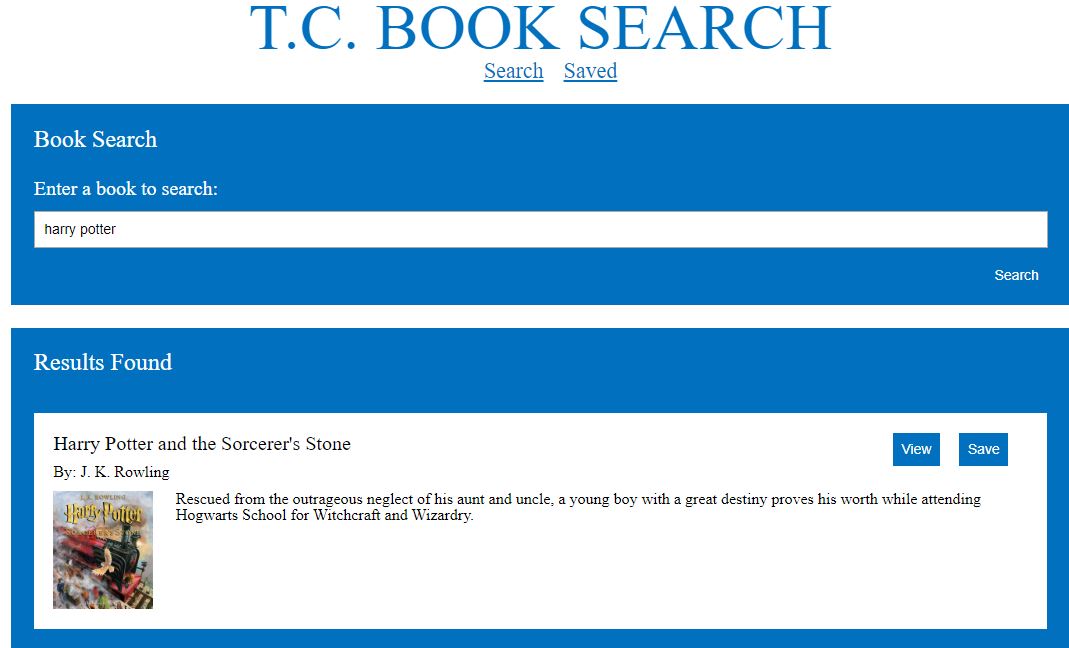 T.C. BOOK SEARCH
Search Saved
Book Search
Enter a book to search:
harry potter
Search
Results Found
Harry Potter and the Sorcerer's Stone
View Save
By: J. K. Rowling
J.K. ROWLING
Harry Potter
SORCERER'S STONE
Rescued from the outrageous neglect of his aunt and uncle, a young boy with a great destiny proves his worth while attending
Hogwarts School for Witchcraft and Wizardry.